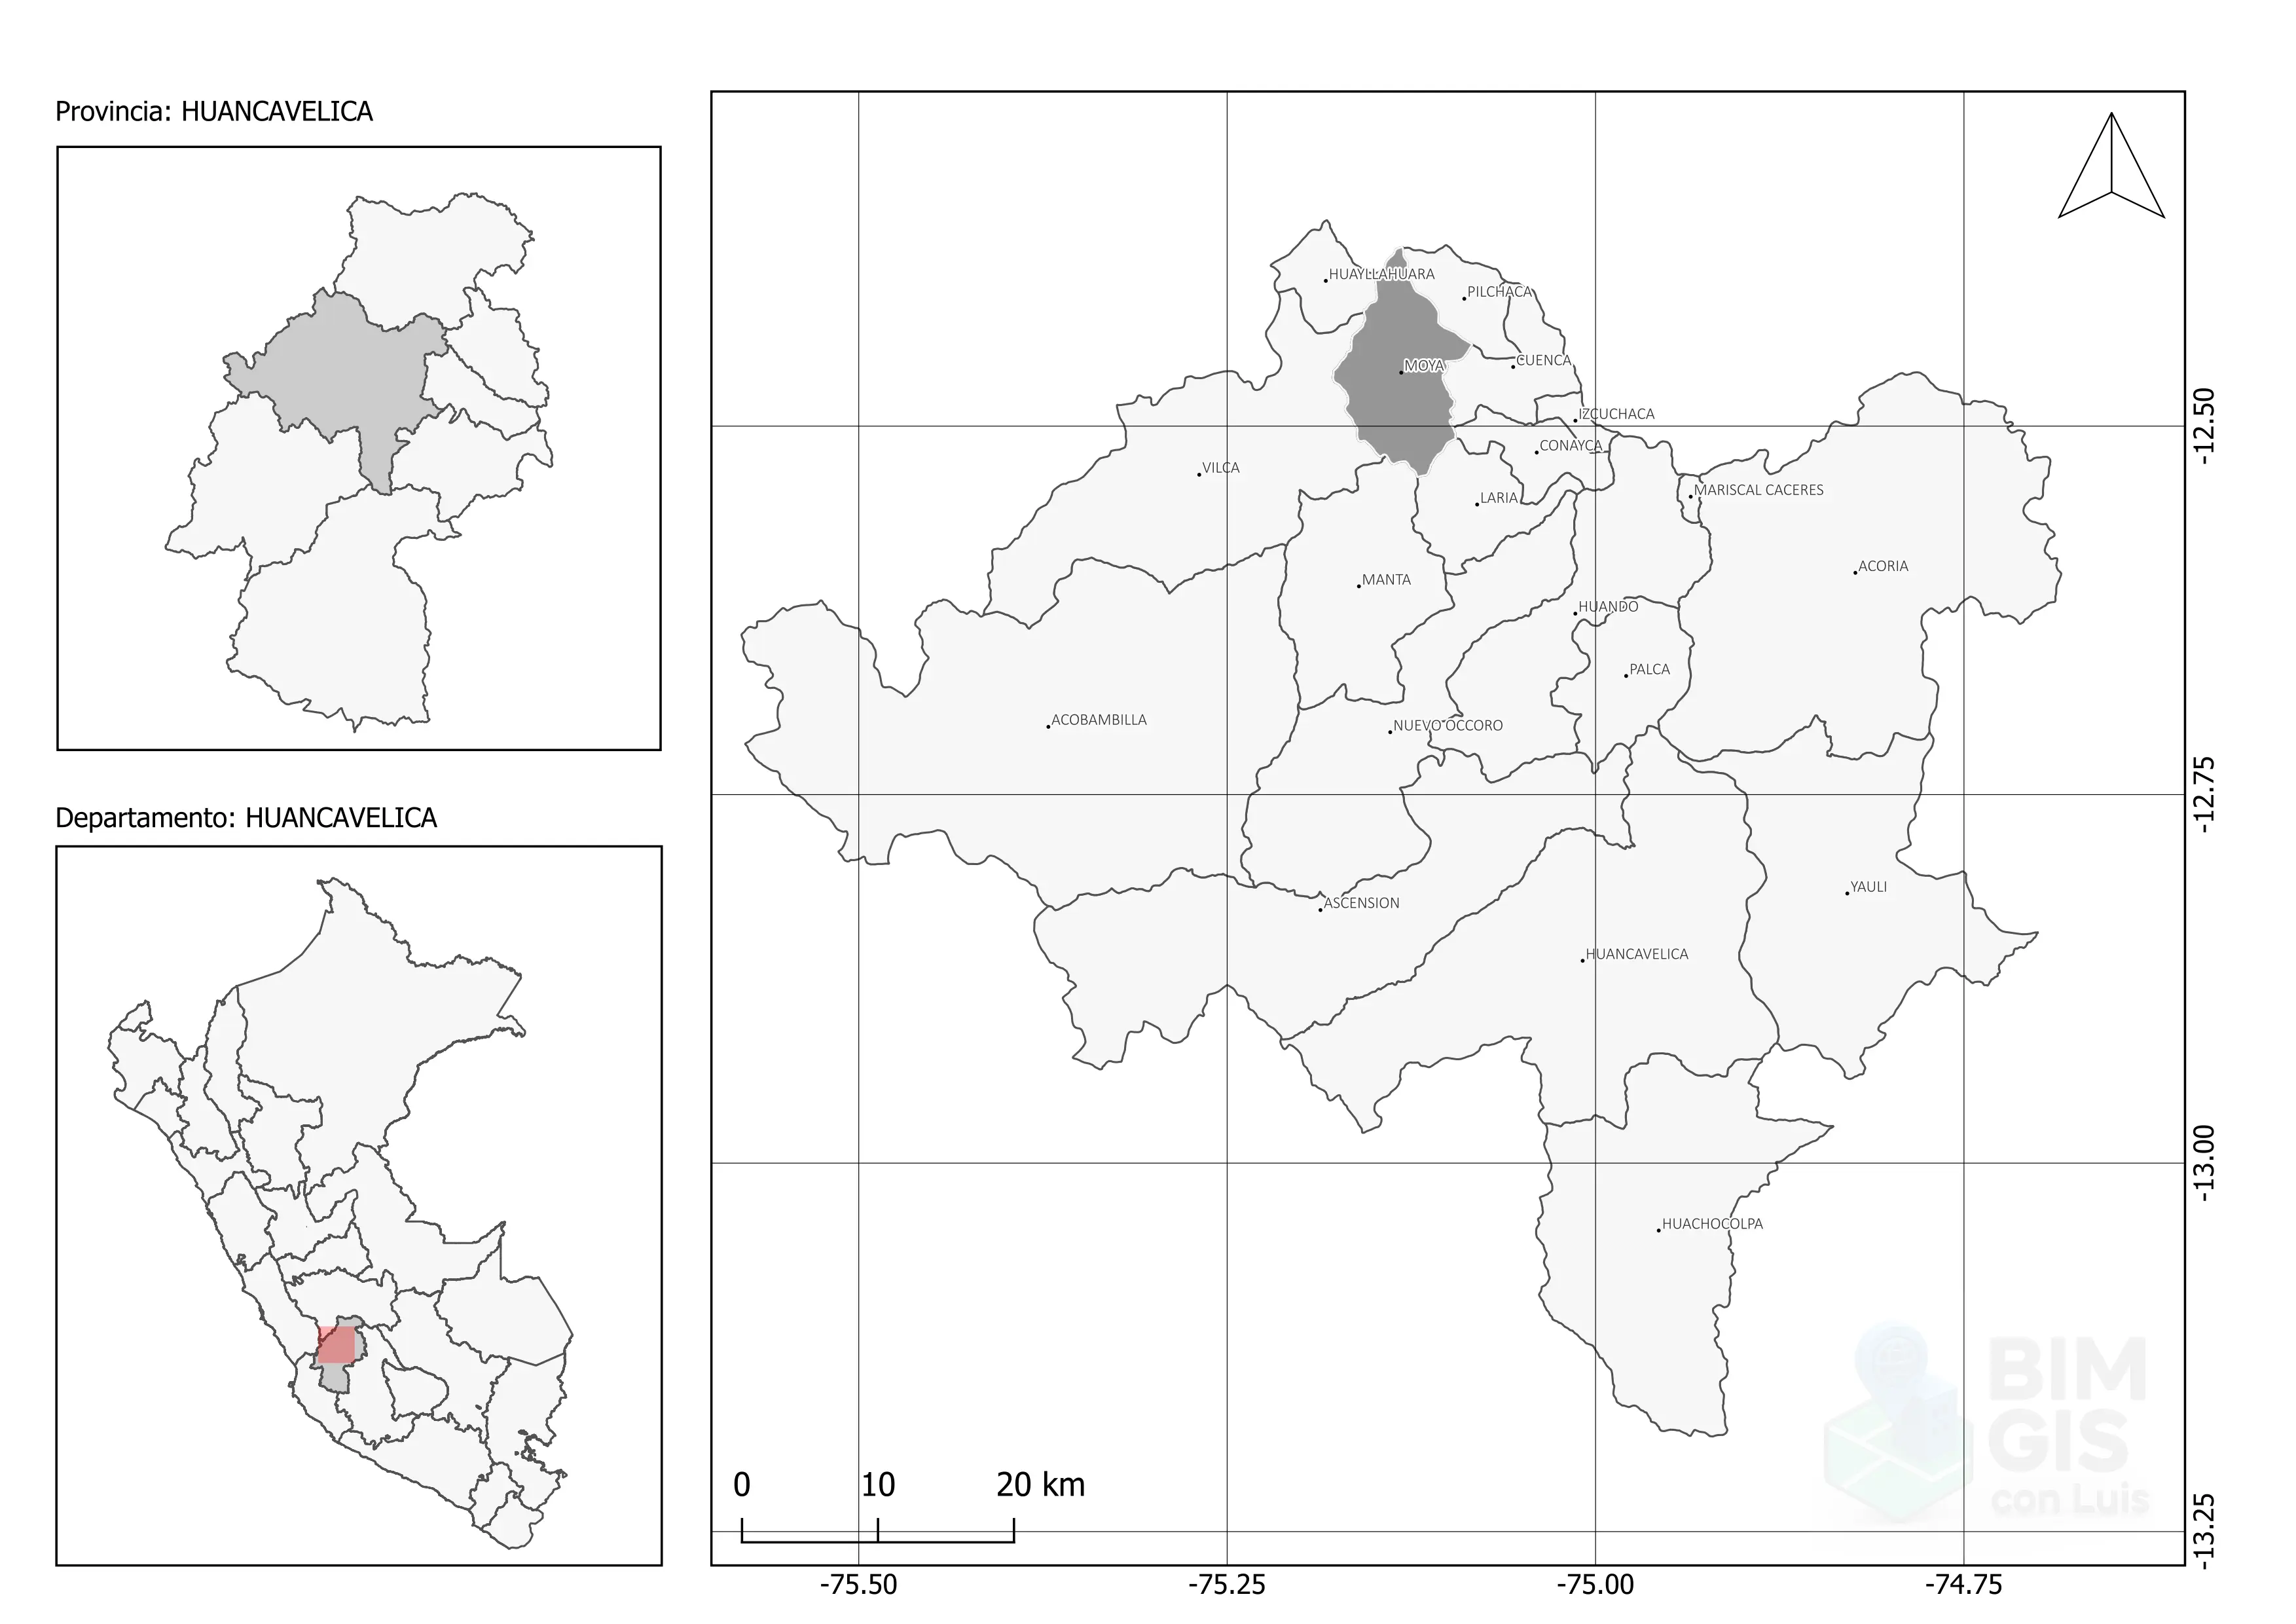 Provincia: HUANCAVELICA
Departamento: HUANCAVELICA
HUAYLLAHUARA
PILCHACA
MOYA
CUENCA
IZCUCHACA
CONAYCA
VILCA
LARIA
MARISCAL CACERES
MANTA
ACORIA
HUANDO
PALCA
ACOBAMBILLA
NUEVO OCCORO
YAULI
ASCENSION
HUANCAVELICA
HUACHOCOLPA
0 10 20 km
-75.50 -75.25 -75.00 -74.75
-12.50
-12.75
-13.00
-13.25
BIM
GIS
con Luis